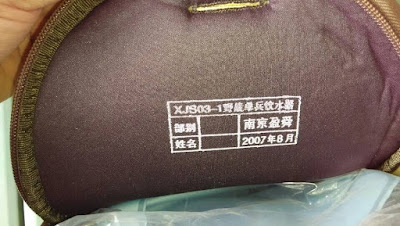 XJS03-1野战单兵饮水器
部别 南京盈舜
姓名 2007年8月